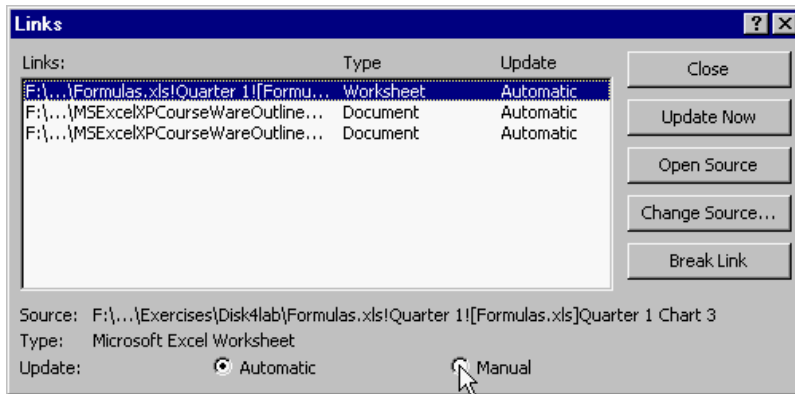 Links
Links: Type Update
F:\...\Formulas.xls!Quarter 1![Formu... Worksheet Automatic
F:\...\MSExcelXPCourseWareOutline... Document Automatic
F:\...\MSExcelXPCourseWareOutline... Document Automatic
Close
Update Now
Open Source
Change Source...
Break Link
Source: F:\...\Exercises\Disk4lab\Formulas.xls!Quarter 1![Formulas.xls]Quarter 1 Chart 3
Type: Microsoft Excel Worksheet
Update: Automatic Manual